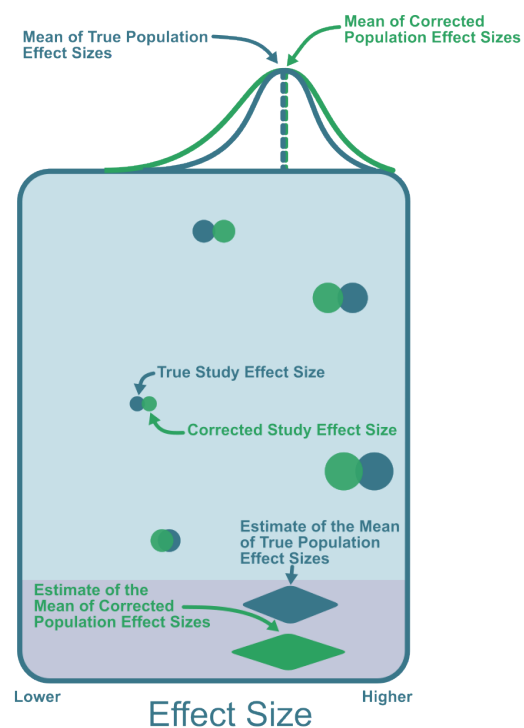 Mean of True Population
Effect Sizes
Mean of Corrected
Population Effect Sizes
True Study Effect Size
Corrected Study Effect Size
Estimate of the Mean
of True Population
Effect Sizes
Estimate of the
Mean of Corrected
Population Effect Sizes
Lower
Higher
Effect Size